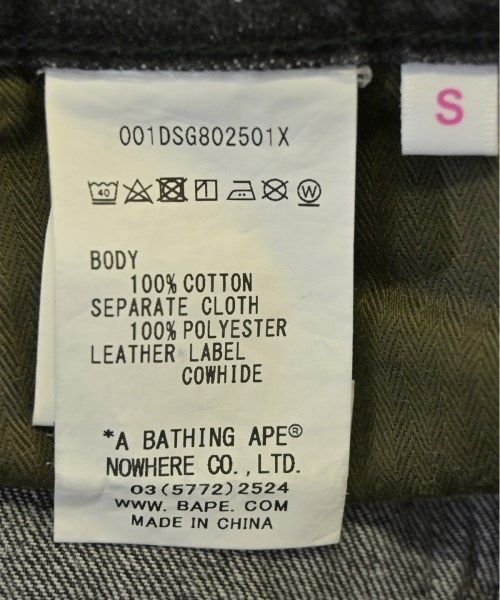 001DSG802501X
S
40
W
BODY
100% COTTON
SEPARATE CLOTH
100% POLYESTER
LEATHER LABEL
COWHIDE
*A BATHING APE®
NOWHERE CO., LTD.
03(5772)2524
WWW. BAPE. COM
MADE IN CHINA